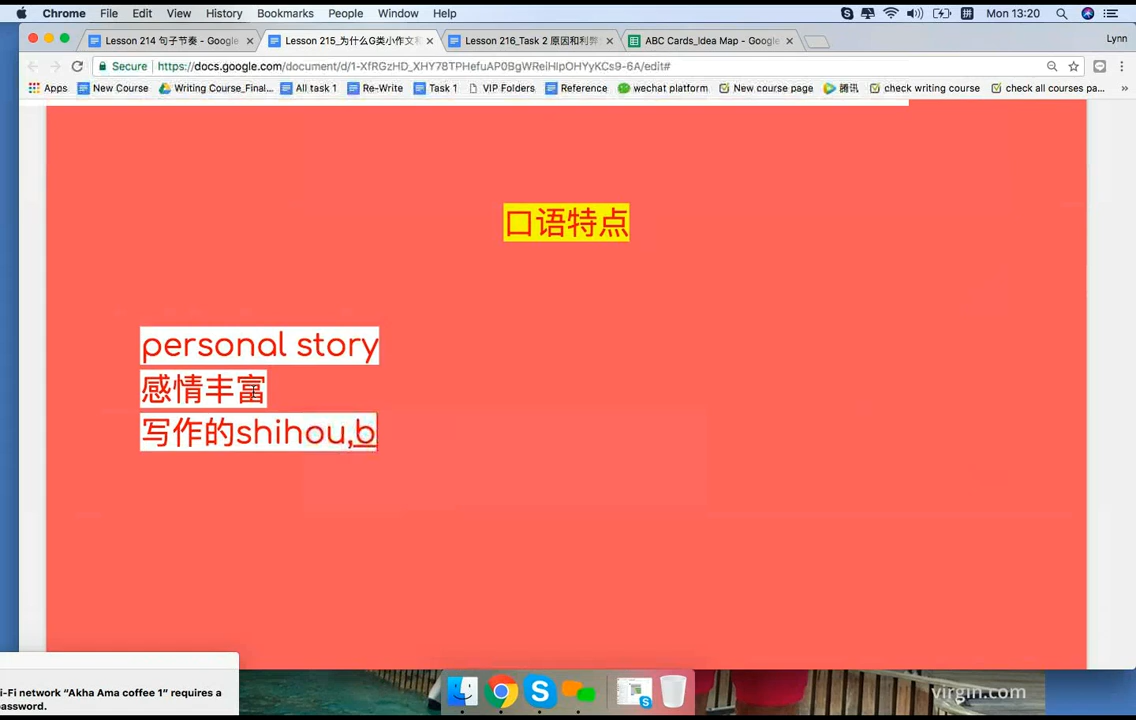 Chrome File Edit View History Bookmarks People Window Help Mon 13:20
Lesson 214 句子节奏 - Google
Lesson 215_为什么G类小作文
Lesson 216_Task 2 原因和利弊
ABC Cards_Idea Map - Google
Lynn
Secure https://docs.google.com/document/d/1-XfRGzHD_XHY78TPHefuAP0BgWReiHlpOHYyKCs9-6A/edit#
Apps New Course Writing Course_Final... All task 1 Re-Write Task 1 VIP Folders Reference wechat platform New course page 腾讯 check writing course check all courses pa... »
口语特点
personal story
感情丰富
写作的shihou,b
i-Fi network “Akha Ama coffee 1” requires a
password.
virgin.com